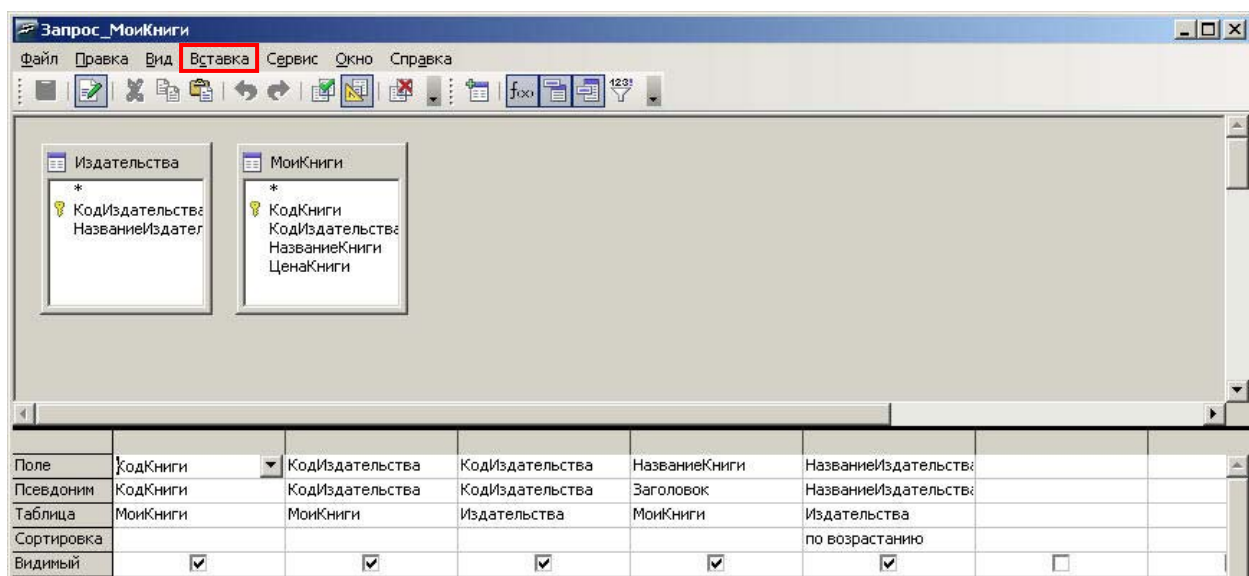 Запрос_МоиКниги
Файл Правка Вид Вставка Сервис Окно Справка
f(x) 123!
Издательства
*
КодИздательства
НазваниеИздател
МоиКниги
*
КодКниги
КодИздательства
НазваниеКниги
ЦенаКниги
Поле КодКниги КодИздательства КодИздательства НазваниеКниги НазваниеИздательства
Псевдоним КодКниги КодИздательства КодИздательства Заголовок НазваниеИздательства
Таблица МоиКниги МоиКниги Издательства МоиКниги Издательства
Сортировка по возрастанию
Видимый